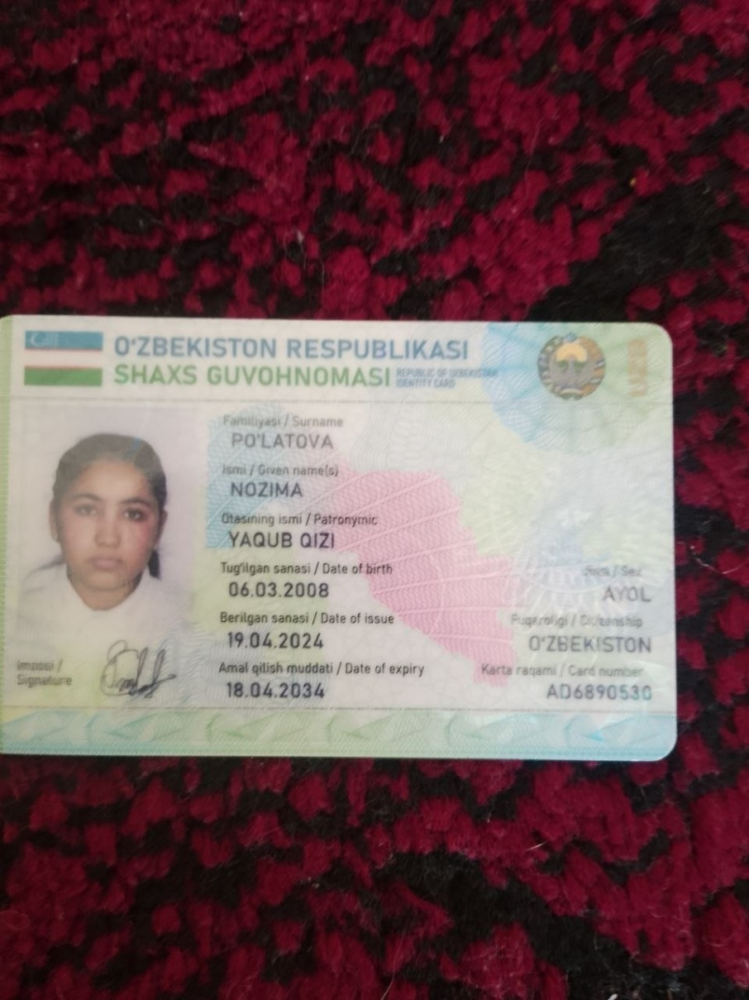 O'ZBEKISTON RESPUBLIKASI
SHAXS GUVOHNOMASI REPUBLIC OF UZBEKISTAN
IDENTITY CARD
Familiyasi / Surname
PO'LATOVA
Ismi / Given name(s)
NOZIMA
Otasining ismi / Patronymic
YAQUB QIZI
Tug'ilgan sanasi / Date of birth
06.03.2008
Jinsi / Sex
AYOL
Berilgan sanasi / Date of issue
19.04.2024
Fuqaroligi / Citizenship
O'ZBEKISTON
Amal qilish muddati / Date of expiry
18.04.2034
Karta raqami / Card number
AD6890530
Imzosi /
Signature